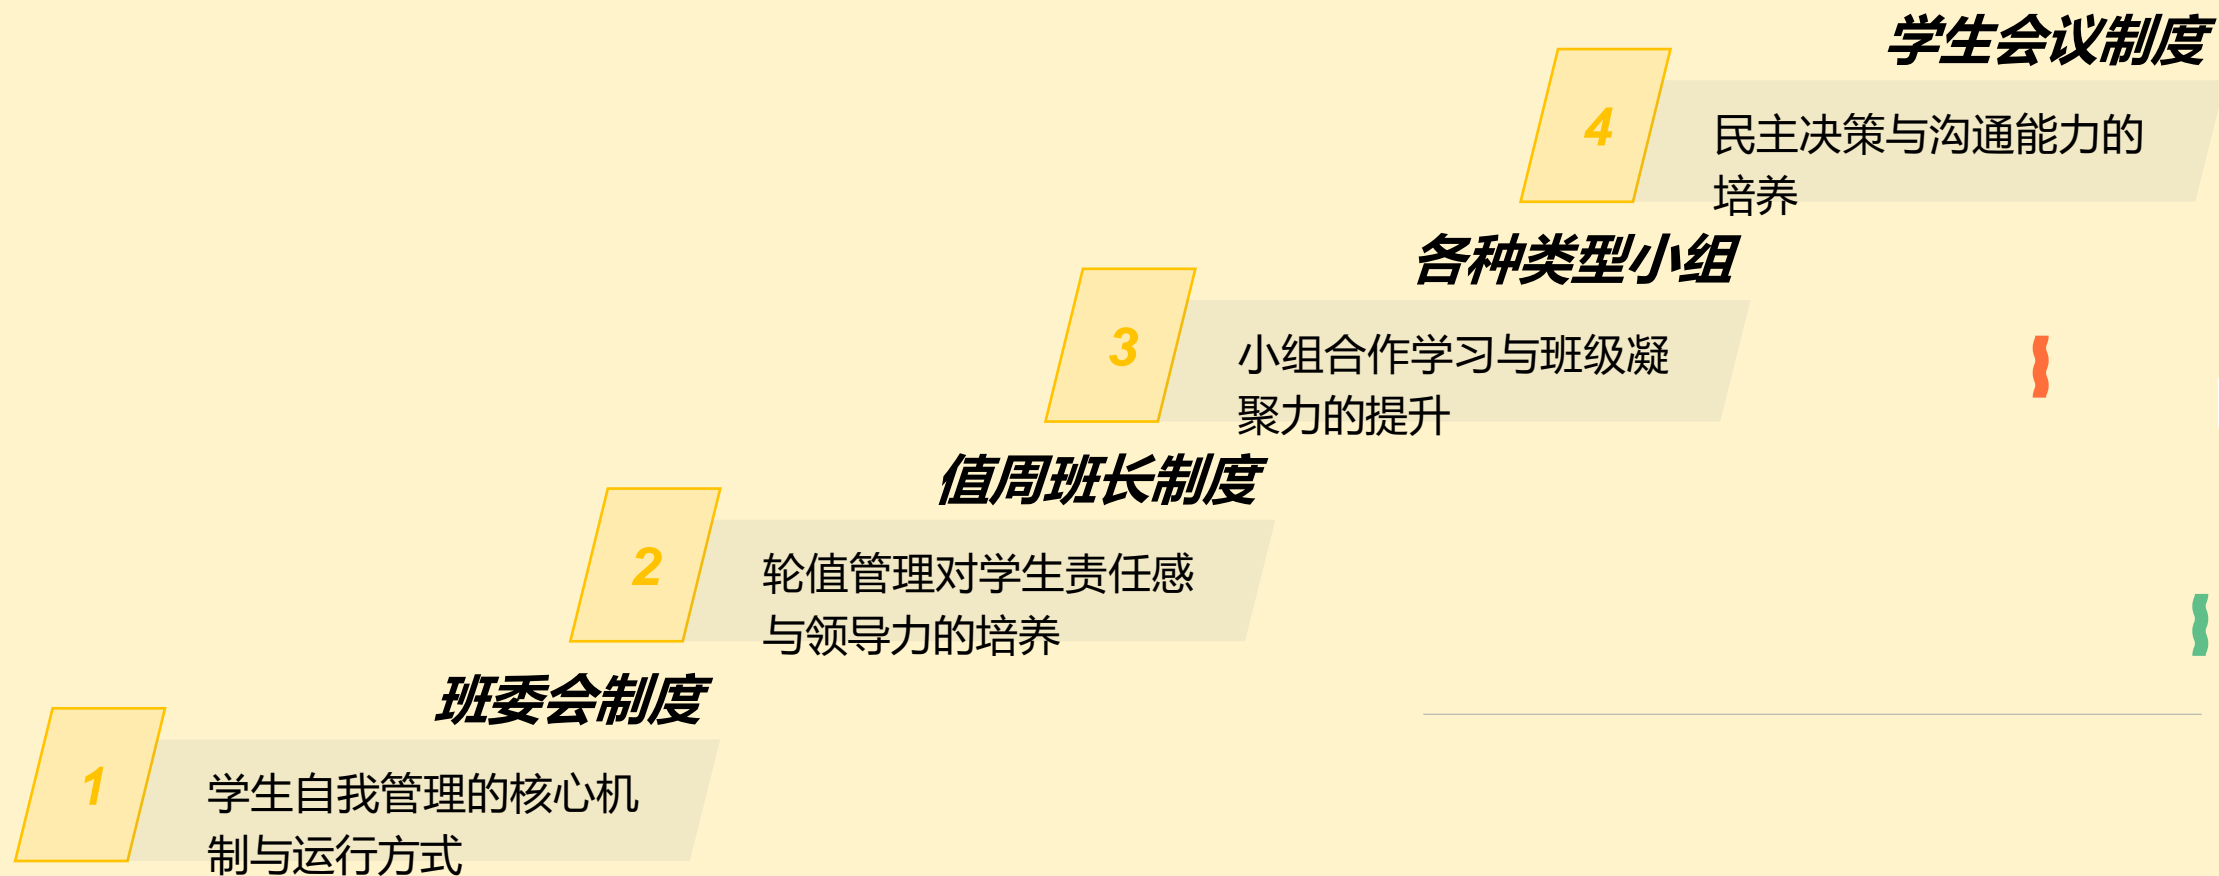 学生会议制度
4
民主决策与沟通能力的
培养
各种类型小组
3
小组合作学习与班级凝
聚力的提升
值周班长制度
2
轮值管理对学生责任感
与领导力的培养
班委会制度
1
学生自我管理的核心机
制与运行方式